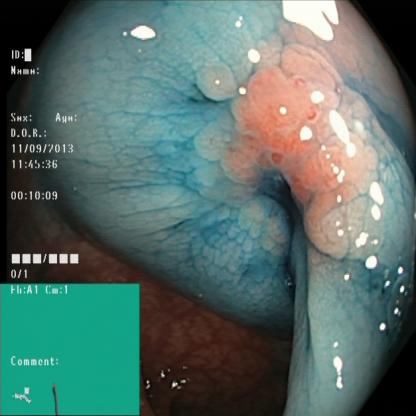 ID:
Name:
Sex: Age:
D.O.B.:
11/09/2013
11:45:36
00:10:09
■■■/■■■
0/1
Eh:A1 Cm:1
Comment: